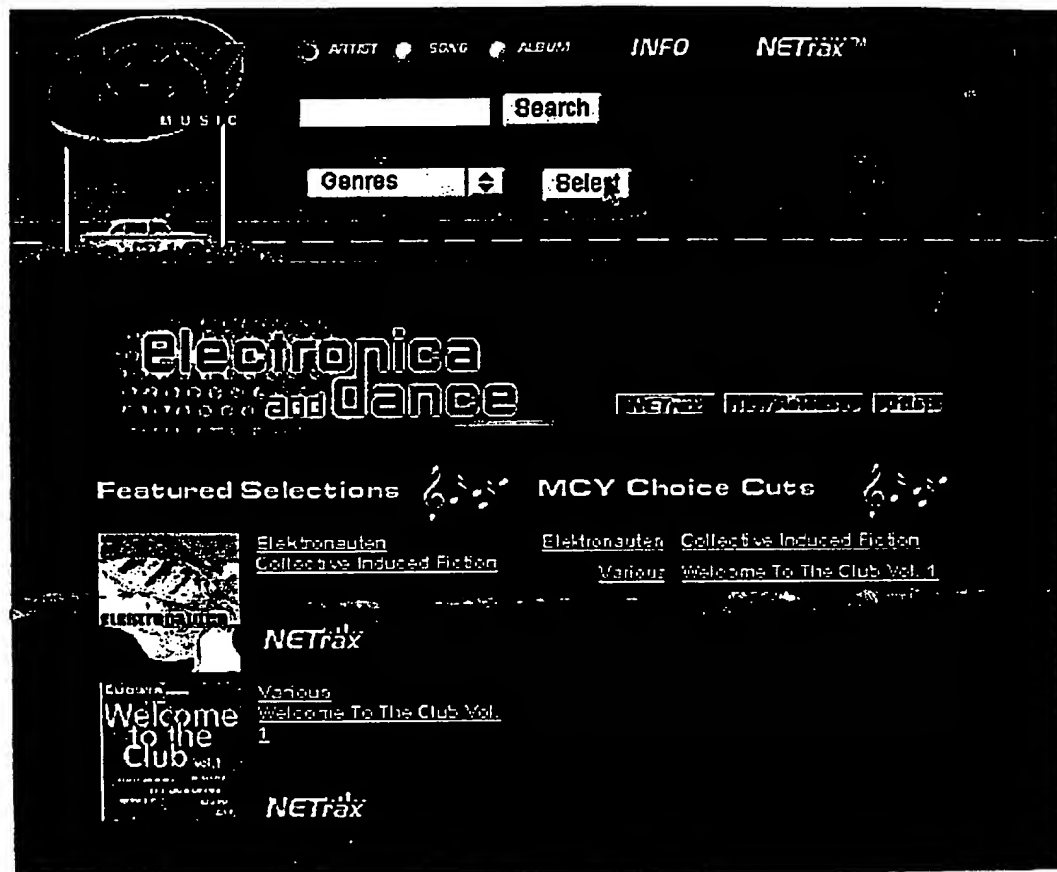 ARTIST SONG ALBUM INFO NETrax
MUSIC
Search
Genres Select
electronica
and dance
NETrax
Featured Selections MCY Choice Cuts
Elektronauten
Collective Induced Fiction
Elektronauten Collective Induced Fiction
Various Welcome To The Club Vol. 1
NETrax
Welcome
to the
Club vol.1
Various
Welcome To The Club Vol.
1
NETrax